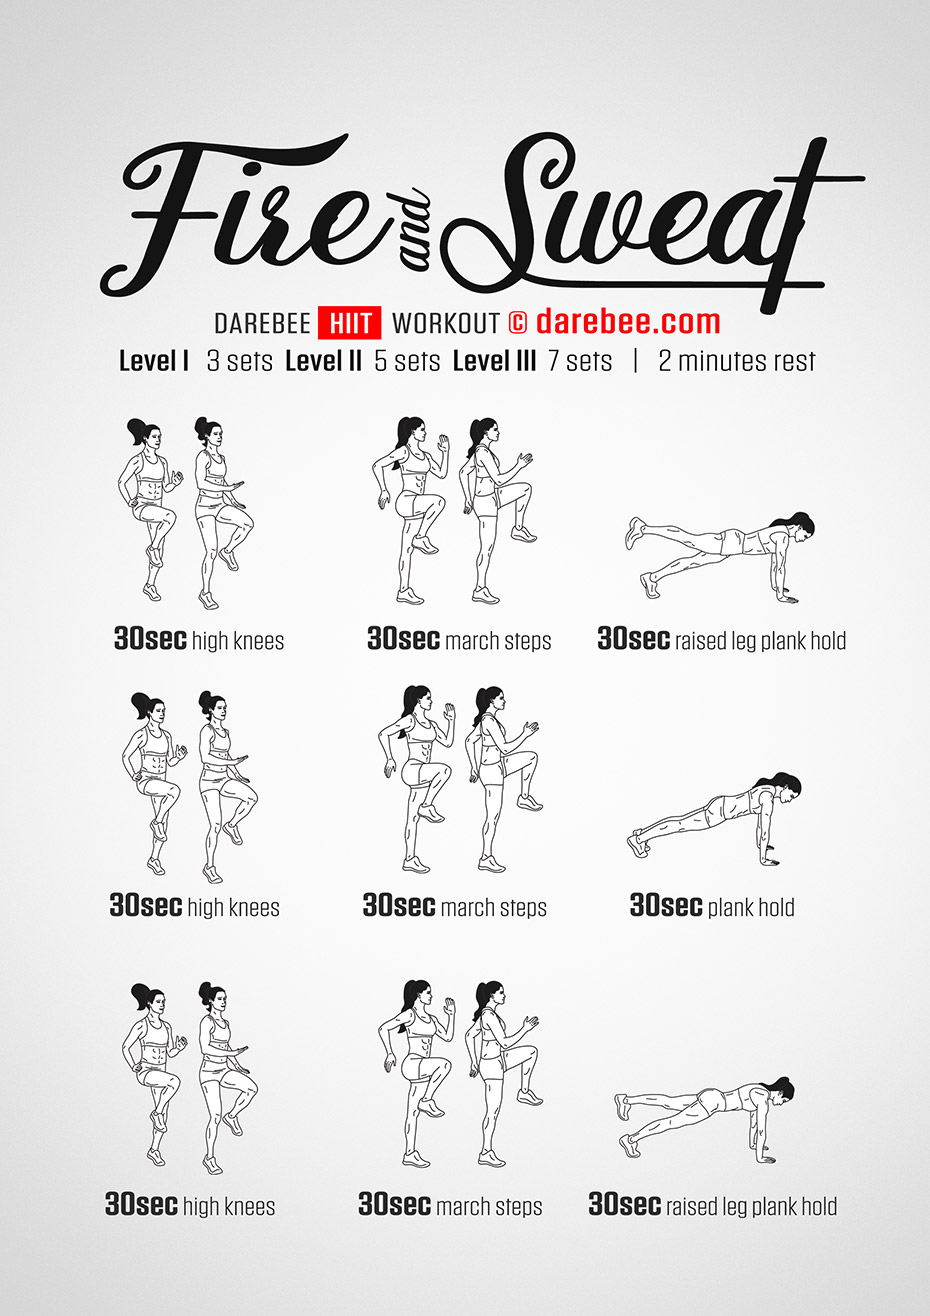 Fire and Sweat
DAREBEE HIIT WORKOUT © darebee.com
Level I 3 sets Level II 5 sets Level III 7 sets | 2 minutes rest
30sec high knees
30sec march steps
30sec raised leg plank hold
30sec high knees
30sec march steps
30sec plank hold
30sec high knees
30sec march steps
30sec raised leg plank hold